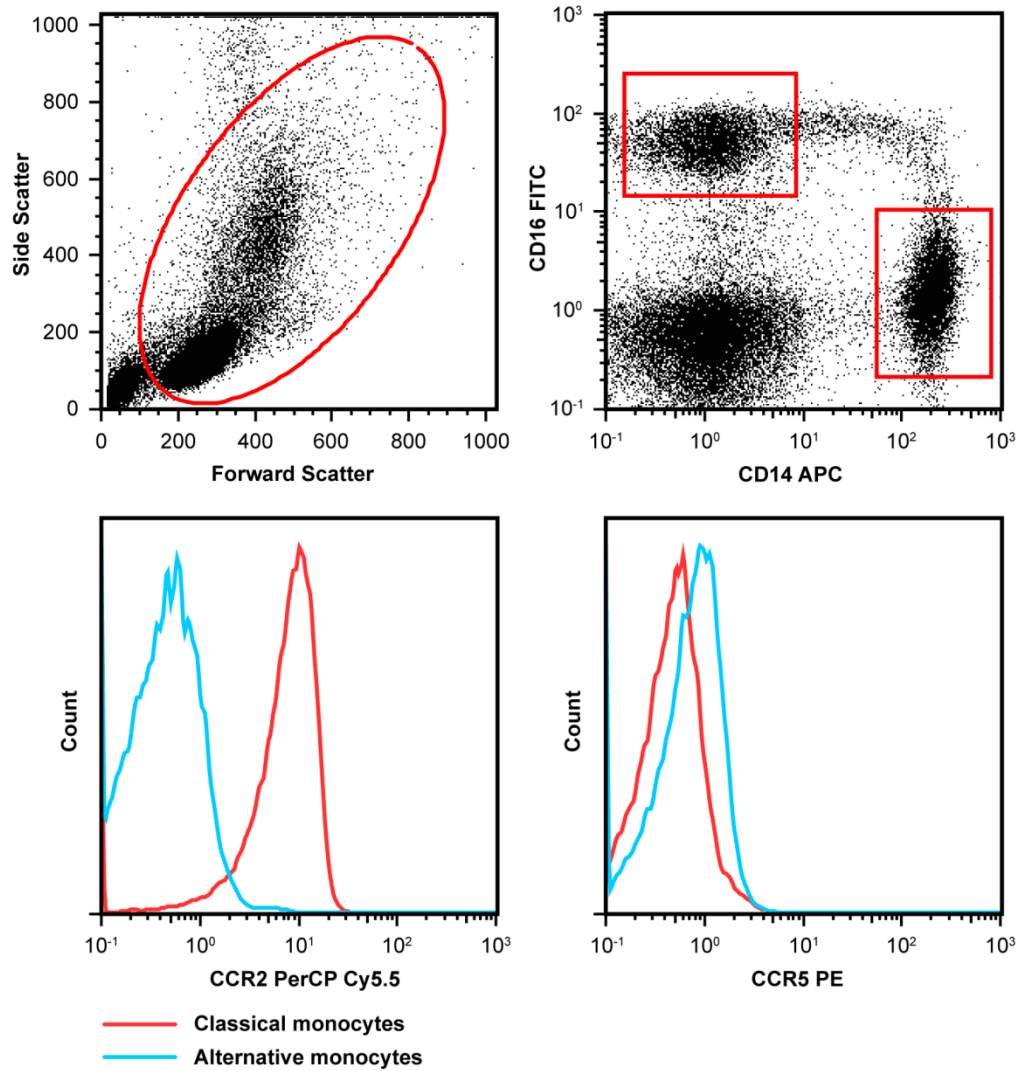 1000
800
600
400
200
0
Side Scatter
0 200 400 600 800 1000
Forward Scatter
10³
10²
10¹
10⁰
10⁻¹
CD16 FITC
10⁻¹ 10⁰ 10¹ 10² 10³
CD14 APC
Count
10⁻¹ 10⁰ 10¹ 10² 10³
CCR2 PerCP Cy5.5
Count
10⁻¹ 10⁰ 10¹ 10² 10³
CCR5 PE
Classical monocytes
Alternative monocytes